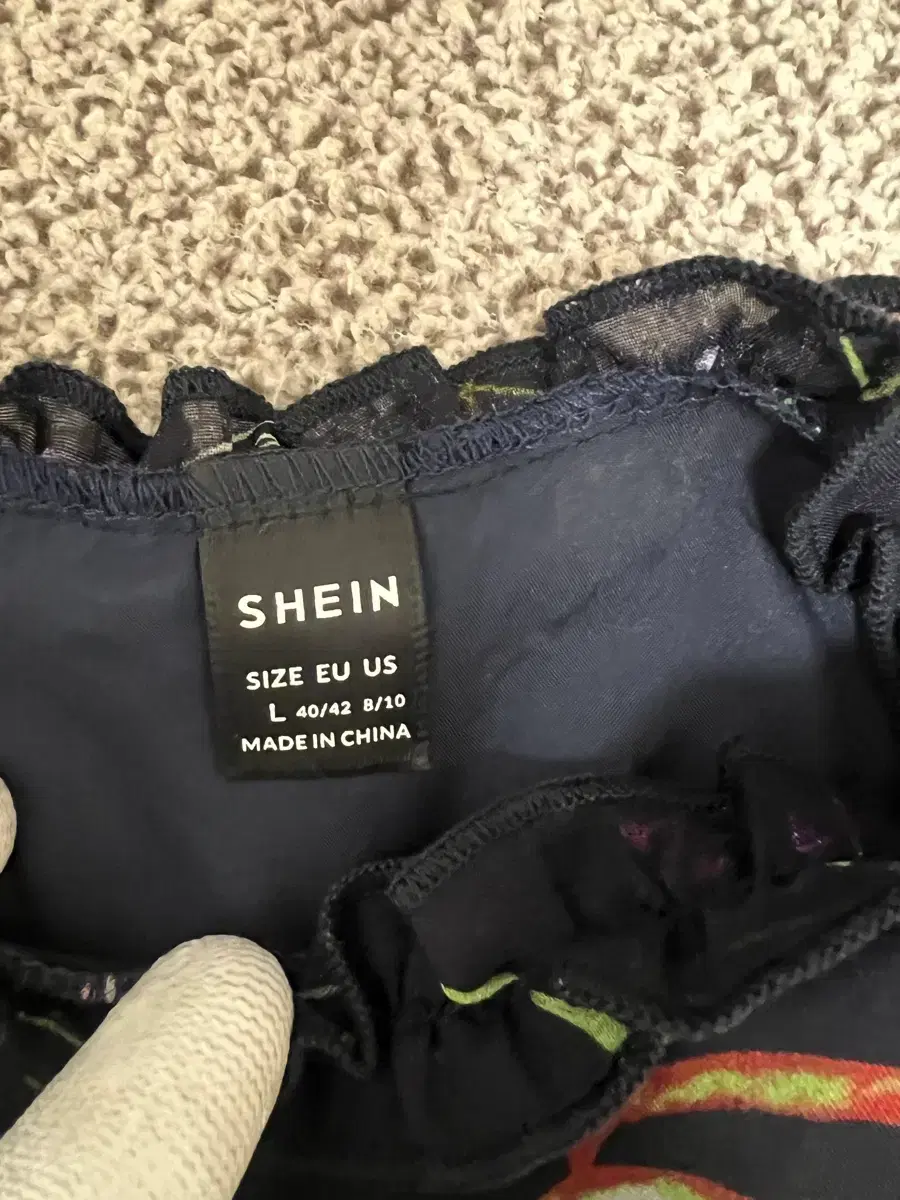 SHEIN
SIZE EU US
L 40/42 8/10
MADE IN CHINA